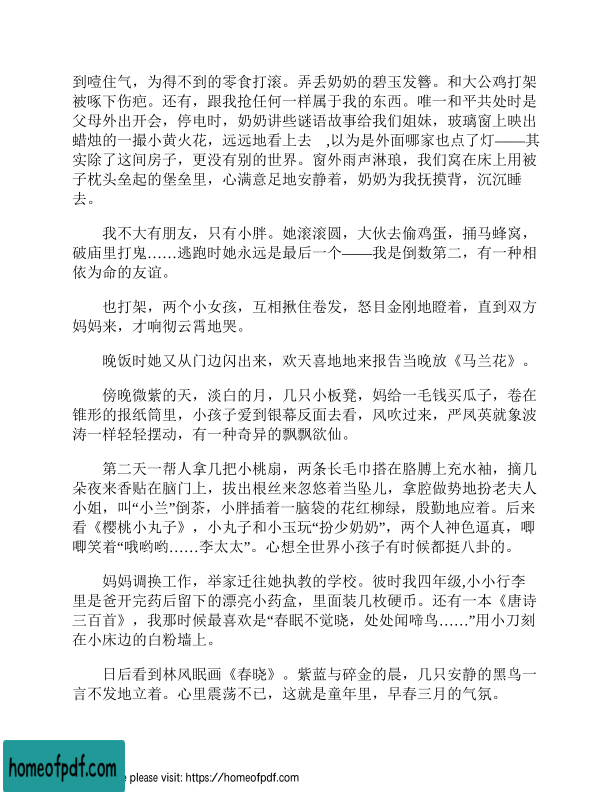 到噎住气，为得不到的零食打滚。弄丢奶奶的碧玉发簪。和大公鸡打架
被啄下伤疤。还有，跟我抢任何一样属于我的东西。唯一和平共处时是
父母外出开会，停电时，奶奶讲些谜语故事给我们姐妹，玻璃窗上映出
蜡烛的一撮小黄火花，远远地看上去 ,以为是外面哪家也点了灯——其
实除了这间房子，更没有别的世界。窗外雨声淋琅，我们窝在床上用被
子枕头垒起的堡垒里，心满意足地安静着，奶奶为我抚摸背，沉沉睡
去。
我不大有朋友，只有小胖。她滚滚圆，大伙去偷鸡蛋，捅马蜂窝，
破庙里打鬼……逃跑时她永远是最后一个——我是倒数第二，有一种相
依为命的友谊。
也打架，两个小女孩，互相揪住卷发，怒目金刚地瞪着，直到双方
妈妈来，才响彻云霄地哭。
晚饭时她又从门边闪出来，欢天喜地地来报告当晚放《马兰花》。
傍晚微紫的天，淡白的月，几只小板凳，妈给一毛钱买瓜子，卷在
锥形的报纸筒里，小孩子爱到银幕反面去看，风吹过来，严凤英就象波
涛一样轻轻摆动，有一种奇异的飘飘欲仙。
第二天一帮人拿几把小桃扇，两条长毛巾搭在胳膊上充水袖，摘几
朵夜来香贴在脑门上，拔出根丝来忽悠着当坠儿，拿腔做势地扮老夫人
小姐，叫“小兰”倒茶，小胖插着一脑袋的花红柳绿，殷勤地应着。后来
看《樱桃小丸子》，小丸子和小玉玩“扮少奶奶”，两个人神色逼真，唧
唧笑着“哦哟哟……李太太”。心想全世界小孩子有时候都挺八卦的。
妈妈调换工作，举家迁往她执教的学校。彼时我四年级,小小行李
里是爸开完药后留下的漂亮小药盒，里面装几枚硬币。还有一本《唐诗
三百首》，我那时候最喜欢是“春眠不觉晓，处处闻啼鸟……”用小刀刻
在小床边的白粉墙上。
日后看到林风眠画《春晓》。紫蓝与碎金的晨，几只安静的黑鸟一
言不发地立着。心里震荡不已，这就是童年里，早春三月的气氛。
homeofpdf.com
e please visit: https://homeofpdf.com